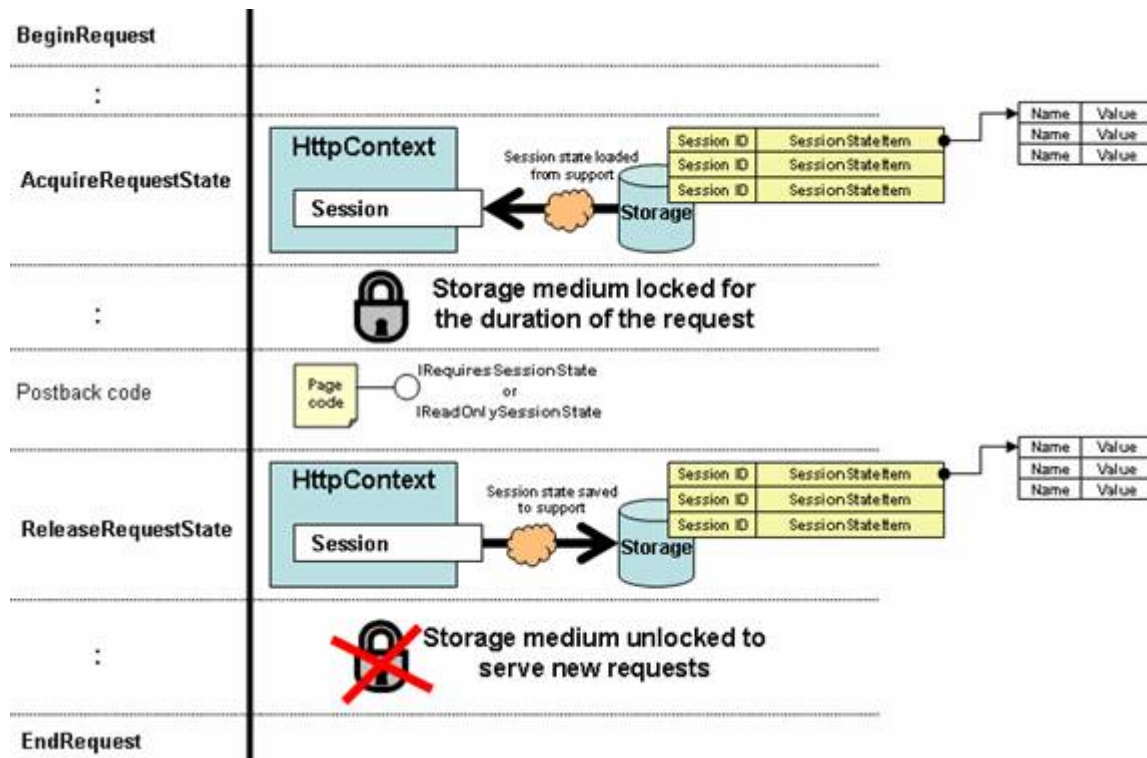 BeginRequest
:
AcquireRequestState
HttpContext
Session
Session state loaded
from support
Storage
Session ID SessionStateItem
Session ID SessionStateItem
Session ID SessionStateItem
Name Value
Name Value
Name Value
:
Storage medium locked for
the duration of the request
Postback code
Page
code
IRequiresSessionState
or
IReadOnlySessionState
ReleaseRequestState
HttpContext
Session
Session state saved
to support
Storage
Session ID SessionStateItem
Session ID SessionStateItem
Session ID SessionStateItem
Name Value
Name Value
Name Value
:
Storage medium unlocked to
serve new requests
EndRequest